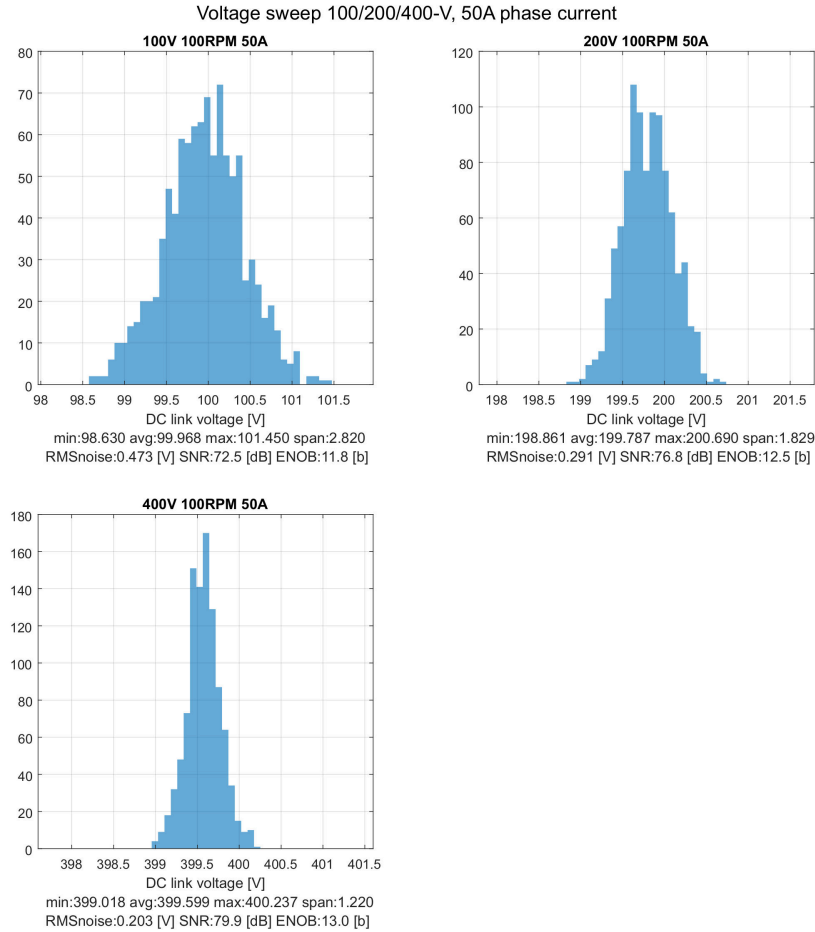 Voltage sweep 100/200/400-V, 50A phase current
100V 100RPM 50A
80
70
60
50
40
30
20
10
0
98 98.5 99 99.5 100 100.5 101 101.5
DC link voltage [V]
min:98.630 avg:99.968 max:101.450 span:2.820
RMSnoise:0.473 [V] SNR:72.5 [dB] ENOB:11.8 [b]
200V 100RPM 50A
120
100
80
60
40
20
0
198 198.5 199 199.5 200 200.5 201 201.5
DC link voltage [V]
min:198.861 avg:199.787 max:200.690 span:1.829
RMSnoise:0.291 [V] SNR:76.8 [dB] ENOB:12.5 [b]
400V 100RPM 50A
180
160
140
120
100
80
60
40
20
0
398 398.5 399 399.5 400 400.5 401 401.5
DC link voltage [V]
min:399.018 avg:399.599 max:400.237 span:1.220
RMSnoise:0.203 [V] SNR:79.9 [dB] ENOB:13.0 [b]